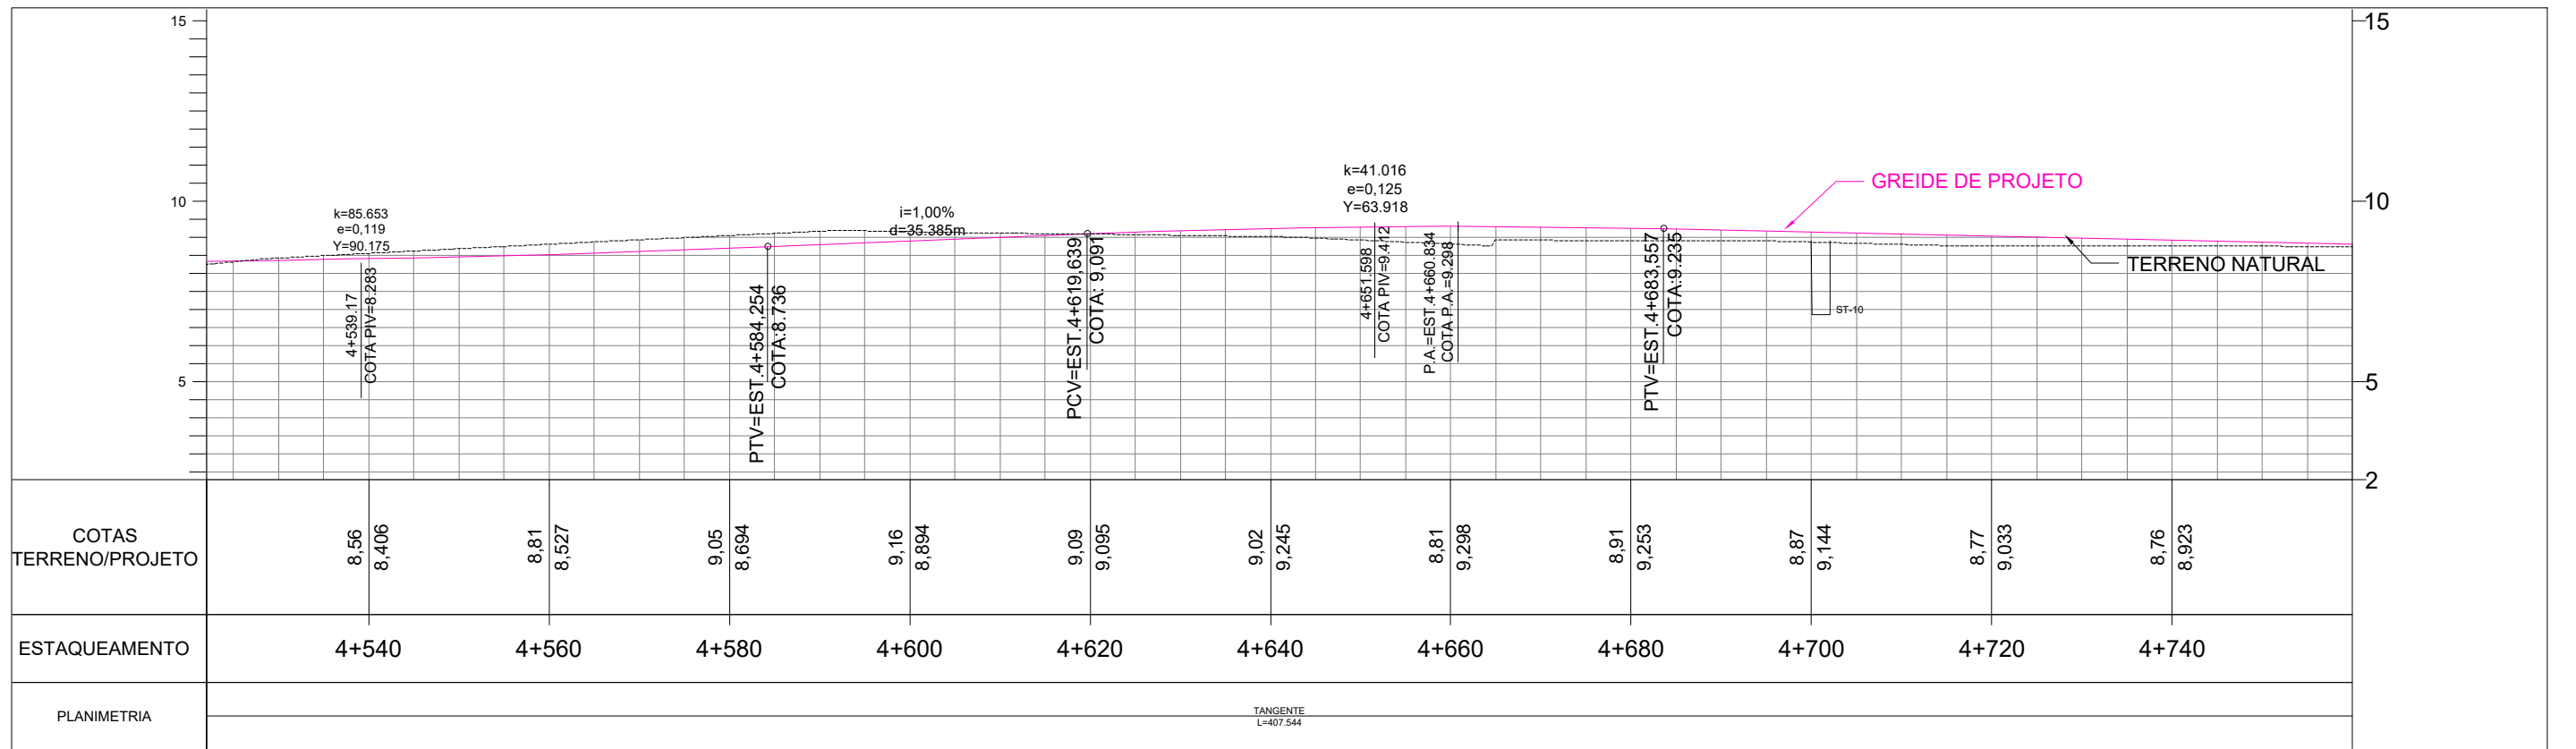 15
15
10
10
5
5
2
k=85.653
e=0,119
Y=90.175
4+539.17
COTA PIV=8.283
PTV=EST.4+584,254
COTA:8.736
i=1,00%
d=35.385m
PCV=EST.4+619,639
COTA: 9,091
k=41.016
e=0,125
Y=63.918
4+651.598
COTA PIV=9.412
P.A.=EST.4+660.834
COTA P.A.=9.298
PTV=EST.4+683,557
COTA:9.235
GREIDE DE PROJETO
TERRENO NATURAL
ST-10
COTAS
TERRENO/PROJETO
8,56
8,406
8,81
8,527
9,05
8,694
9,16
8,894
9,09
9,095
9,02
9,245
8,81
9,298
8,91
9,253
8,87
9,144
8,77
9,033
8,76
8,923
ESTAQUEAMENTO
4+540
4+560
4+580
4+600
4+620
4+640
4+660
4+680
4+700
4+720
4+740
PLANIMETRIA
TANGENTE
L=407.544